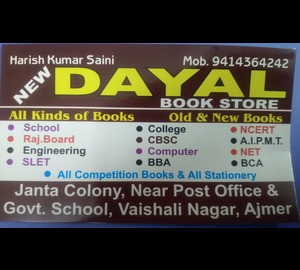 Harish Kumar Saini Mob. 9414364242
NEW DAYAL
BOOK STORE
All Kinds of Books Old & New Books
• School • College • NCERT
• Raj.Board • CBSC • A.I.P.M.T.
• Engineering • Computer • NET
• SLET • BBA • BCA
• All Competition Books & All Stationery
Janta Colony, Near Post Office &
Govt. School, Vaishali Nagar, Ajmer